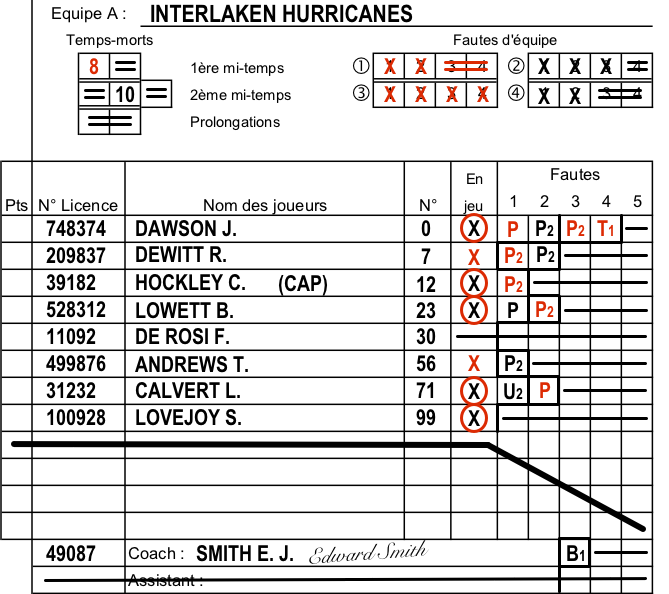 Equipe A : INTERLAKEN HURRICANES
Temps-morts Fautes d'équipe
8 = 1ère mi-temps ① X X 3 4 ② X X X 4
= 10 = 2ème mi-temps ③ X X X X ④ X X 3 4
Prolongations
Pts N° Licence Nom des joueurs N° En jeu Fautes 1 2 3 4 5
748374 DAWSON J. 0 X P P2 P2 T1
209837 DEWITT R. 7 X P2 P2
39182 HOCKLEY C. (CAP) 12 X P2
528312 LOWETT B. 23 X P P2
11092 DE ROSI F. 30
499876 ANDREWS T. 56 X P2
31232 CALVERT L. 71 X U2 P
100928 LOVEJOY S. 99 X
49087 Coach : SMITH E. J. Edward Smith B1
Assistant :